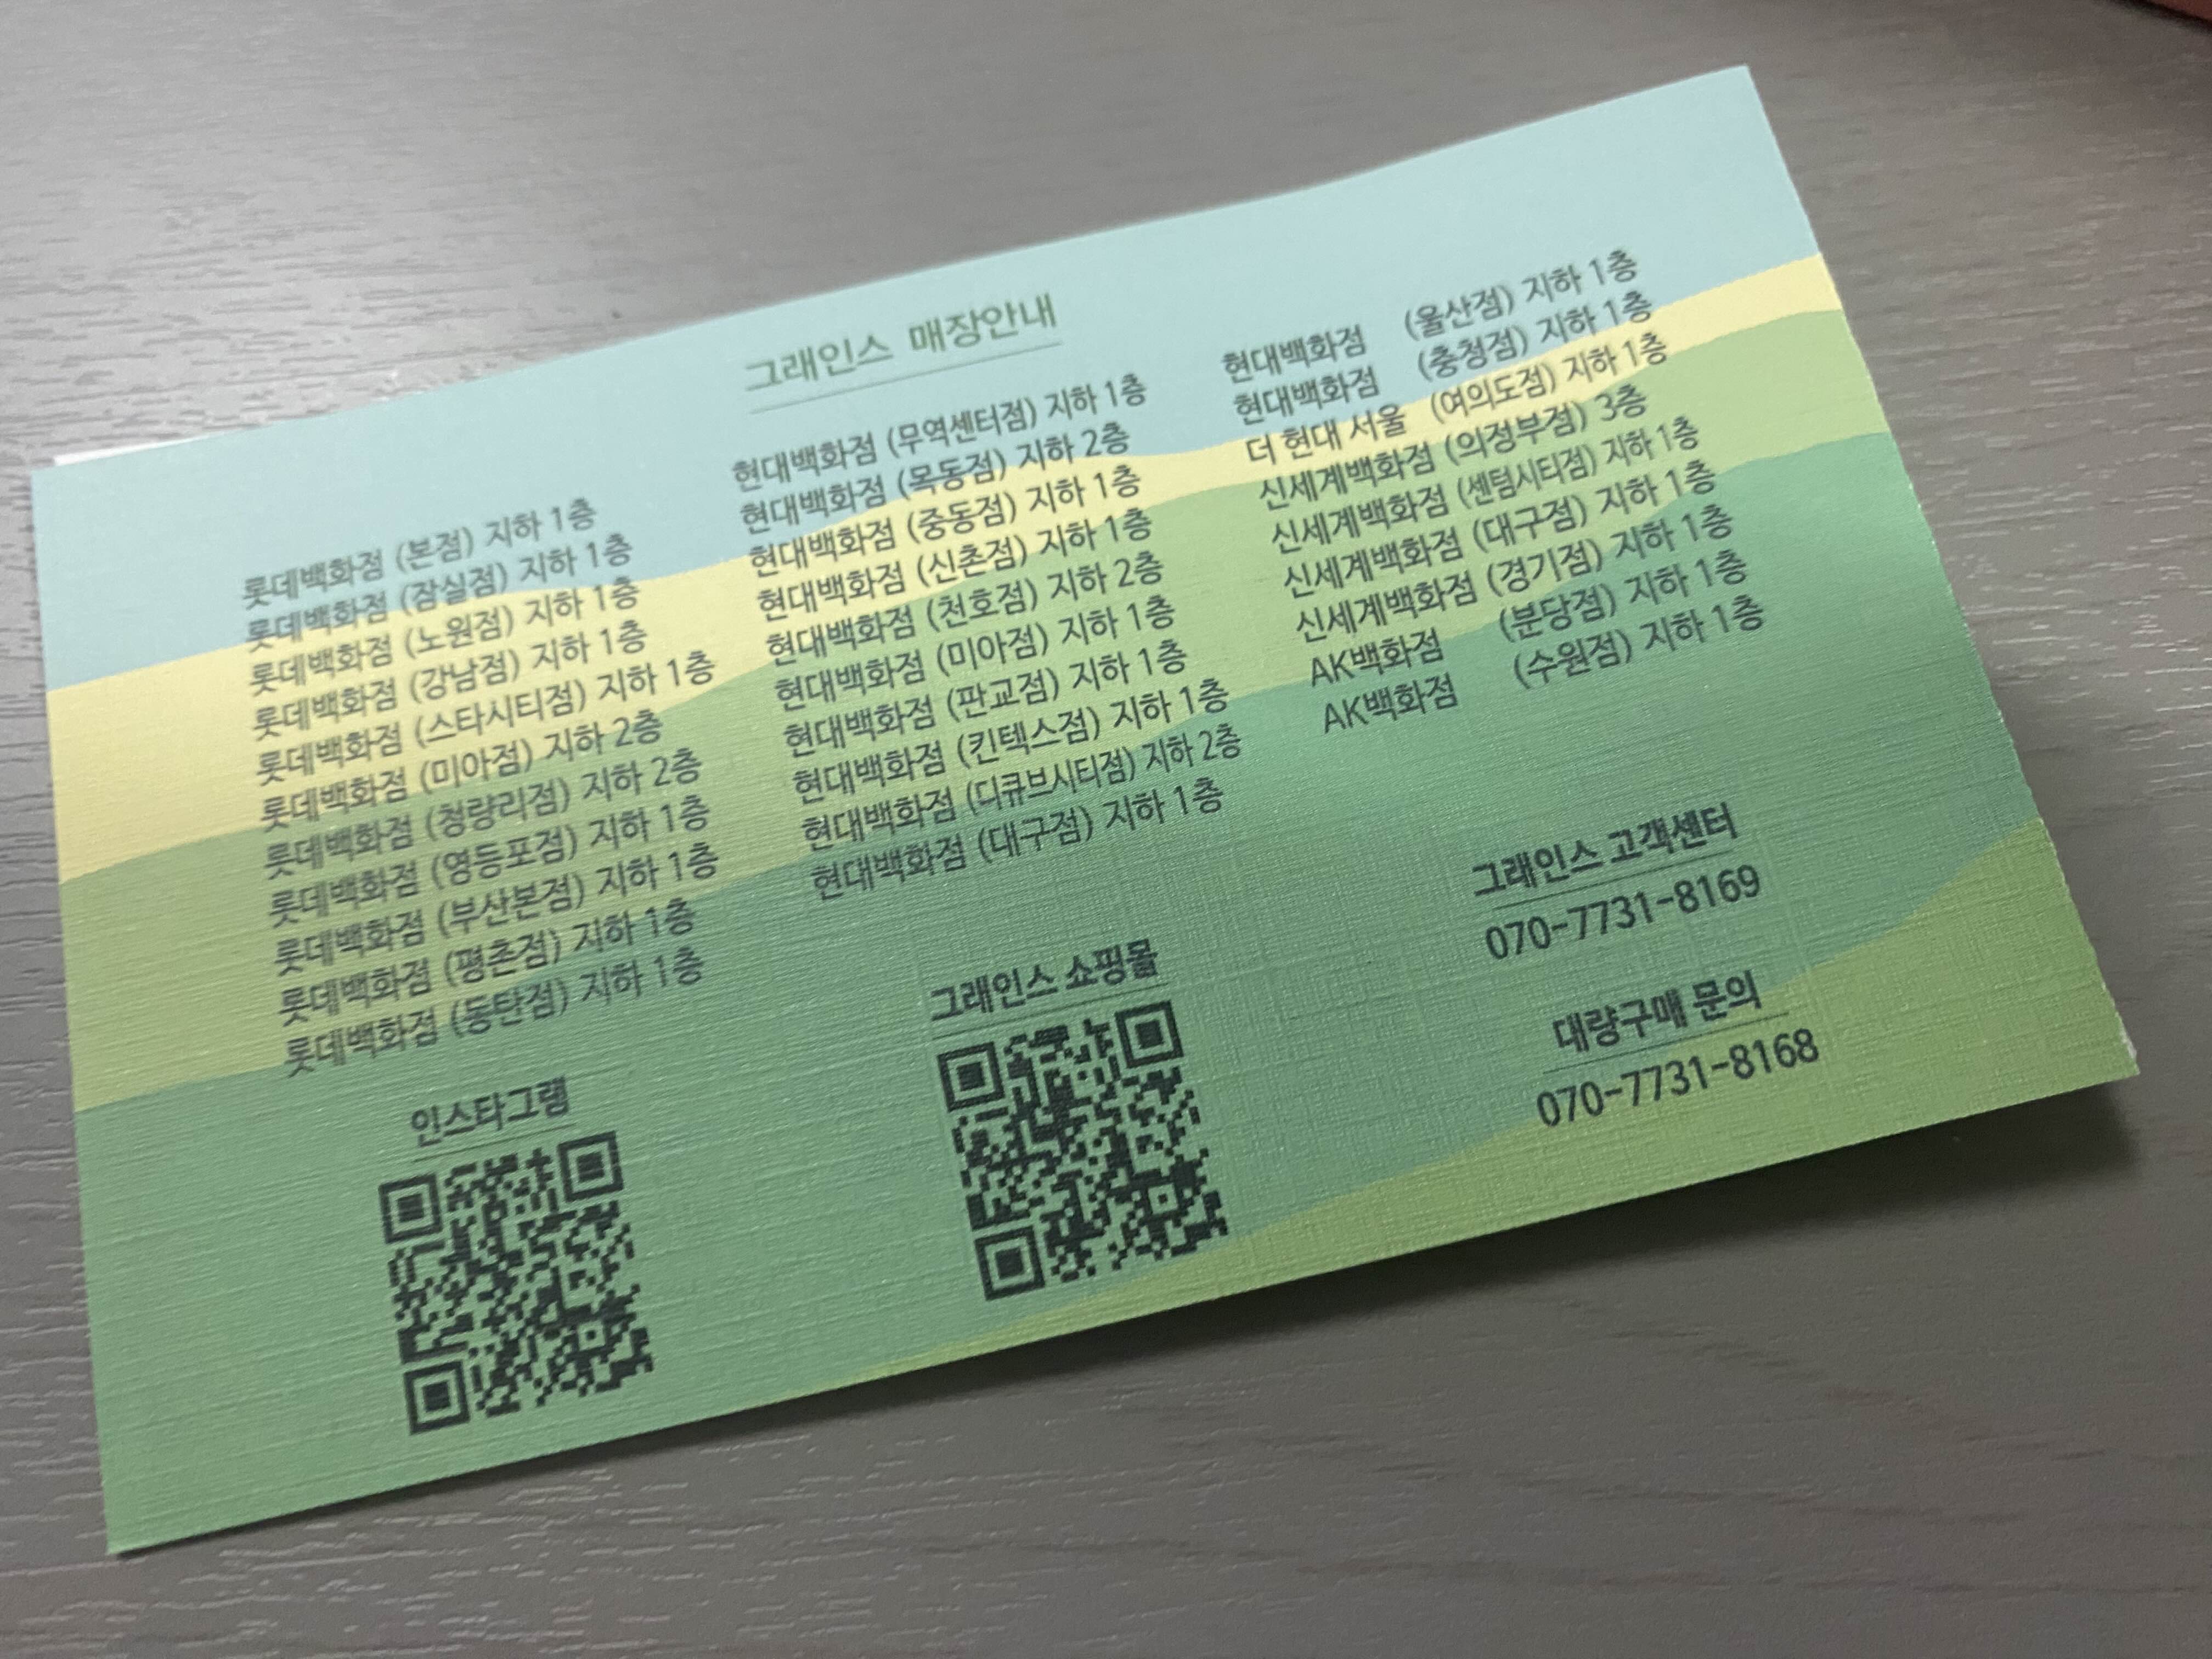 그래인스 매장안내
롯데백화점 (본점) 지하 1층
롯데백화점 (잠실점) 지하 1층
롯데백화점 (노원점) 지하 1층
롯데백화점 (강남점) 지하 1층
롯데백화점 (스타시티점) 지하 1층
롯데백화점 (미아점) 지하 2층
롯데백화점 (청량리점) 지하 2층
롯데백화점 (영등포점) 지하 1층
롯데백화점 (부산본점) 지하 1층
롯데백화점 (평촌점) 지하 1층
롯데백화점 (동탄점) 지하 1층
현대백화점 (무역센터점) 지하 1층
현대백화점 (목동점) 지하 2층
현대백화점 (중동점) 지하 1층
현대백화점 (신촌점) 지하 1층
현대백화점 (천호점) 지하 2층
현대백화점 (미아점) 지하 1층
현대백화점 (판교점) 지하 1층
현대백화점 (킨텍스점) 지하 1층
현대백화점 (디큐브시티점) 지하 2층
현대백화점 (대구점) 지하 1층
현대백화점 (울산점) 지하 1층
현대백화점 (충청점) 지하 1층
더 현대 서울 (여의도점) 지하 1층
신세계백화점 (의정부점) 3층
신세계백화점 (센텀시티점) 지하 1층
신세계백화점 (대구점) 지하 1층
신세계백화점 (경기점) 지하 1층
AK백화점 (분당점) 지하 1층
AK백화점 (수원점) 지하 1층
인스타그램
그래인스 쇼핑몰
그래인스 고객센터
070-7731-8169
대량구매 문의
070-7731-8168